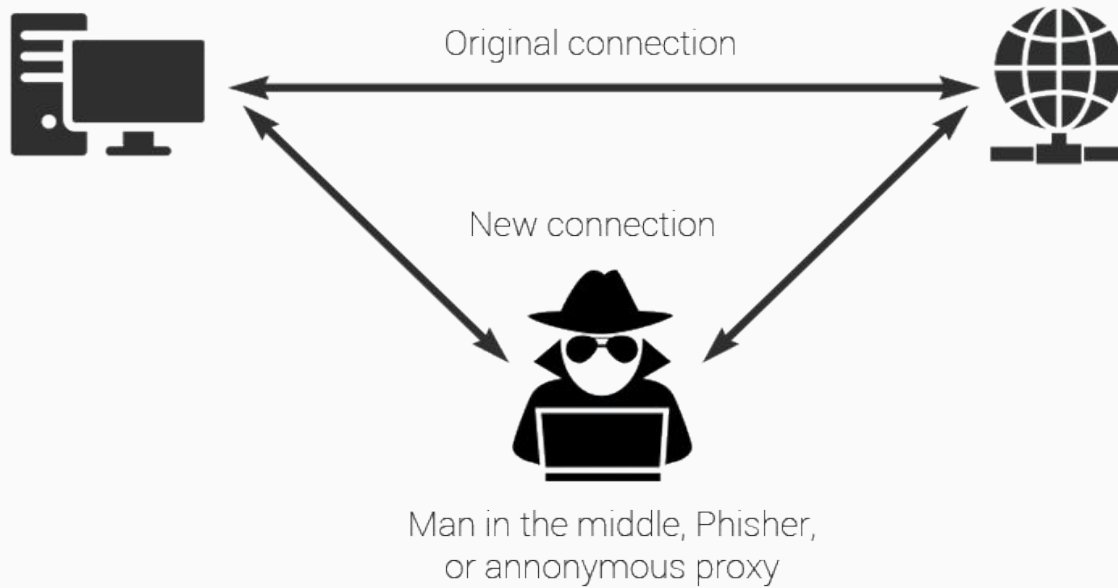 Original connection
New connection
Man in the middle, Phisher,
or annonymous proxy